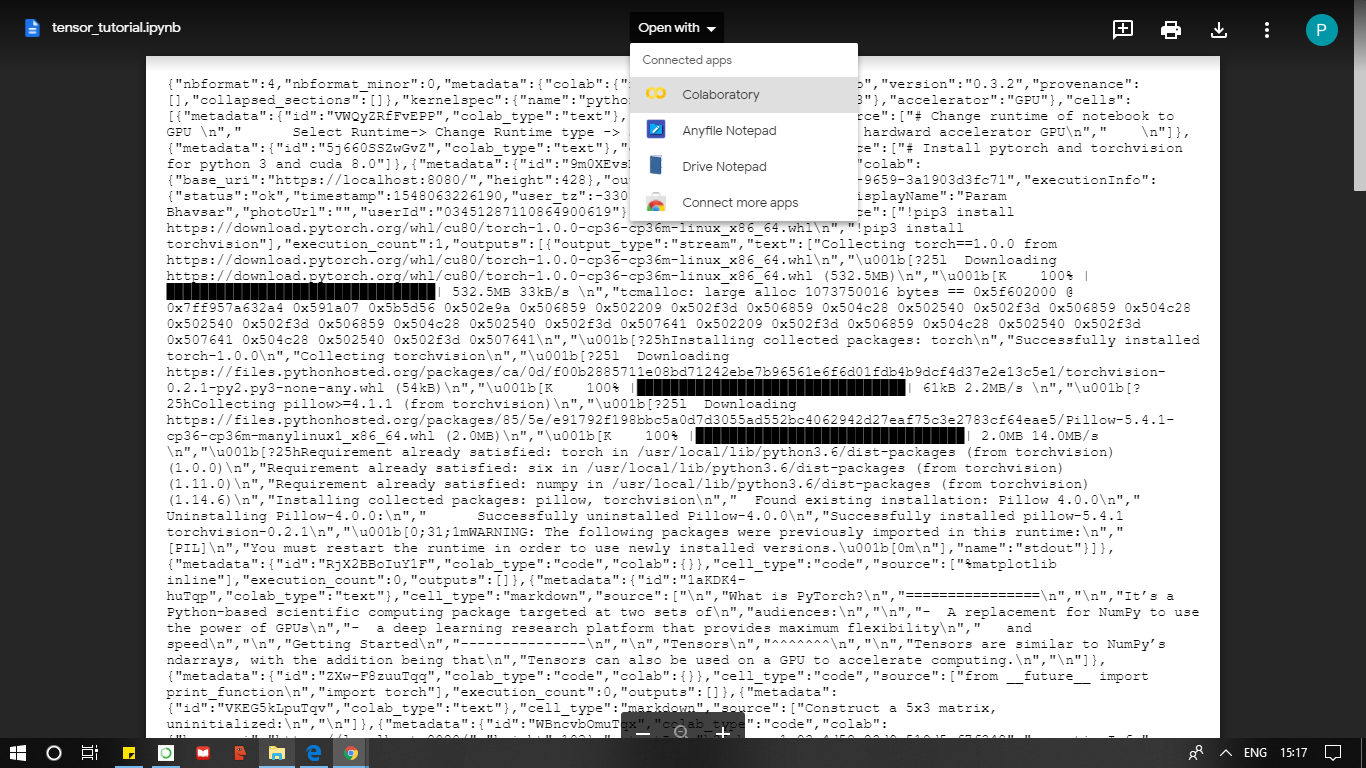 tensor_tutorial.ipynb
Open with
P
Connected apps
Colaboratory
Anyfile Notepad
Drive Notepad
Connect more apps
{"nbformat":4,"nbformat_minor":0,"metadata":{"colab":{" ","version":"0.3.2","provenance":
[],"collapsed_sections":[]},"kernelspec":{"name":"python 3"},"accelerator":"GPU"},"cells":
[{"metadata":{"id":"VWQyZRfFvEPP","colab_type":"text"}, rce":["# Change runtime of notebook to
GPU \n"," Select Runtime-> Change Runtime type -> hardware accelerator GPU\n"," \n"]},
{"metadata":{"id":"5j660SSZwGvZ","colab_type":"text"}, e":["# Install pytorch and torchvision
for python 3 and cuda 8.0"]},{"metadata":{"id":"9m0XEvs colab":
{"base_uri":"https://localhost:8080/","height":428},"ou -9659-3a1903d3fc71","executionInfo":
{"status":"ok","timestamp":1548063226190,"user_tz":-330 isplayName":"Param
Bhavsar","photoUrl":"","userId":"03451287110864900619"} ce":["!pip3 install
https://download.pytorch.org/whl/cu80/torch-1.0.0-cp36-cp36m-linux_x86_64.whl\n","!pip3 install
torchvision"],"execution_count":1,"outputs":[{"output_type":"stream","text":["Collecting torch==1.0.0 from
https://download.pytorch.org/whl/cu80/torch-1.0.0-cp36-cp36m-linux_x86_64.whl\n","\u001b[?25l Downloading
https://download.pytorch.org/whl/cu80/torch-1.0.0-cp36-cp36m-linux_x86_64.whl (532.5MB)\n","\u001b[K 100% |
████████████████████████████████| 532.5MB 33kB/s \n","tcmalloc: large alloc 1073750016 bytes == 0x5f602000 @
0x7ff957a632a4 0x591a07 0x5b5d56 0x502e9a 0x506859 0x502209 0x502f3d 0x506859 0x504c28 0x502540 0x502f3d 0x506859 0x504c28
0x502540 0x502f3d 0x506859 0x504c28 0x502540 0x502f3d 0x507641 0x502209 0x502f3d 0x506859 0x504c28 0x502540 0x502f3d
0x507641 0x504c28 0x502540 0x502f3d 0x507641\n","\u001b[?25hInstalling collected packages: torch\n","Successfully installed
torch-1.0.0\n","Collecting torchvision\n","\u001b[?25l Downloading
https://files.pythonhosted.org/packages/ca/0d/f00b2885711e08bd71242ebe7b96561e6f6d01fdb4b9dcf4d37e2e13c5e1/torchvision-
0.2.1-py2.py3-none-any.whl (54kB)\n","\u001b[K 100% |████████████████████████████████| 61kB 2.2MB/s \n","\u001b[?
25hCollecting pillow>=4.1.1 (from torchvision)\n","\u001b[?25l Downloading
https://files.pythonhosted.org/packages/85/5e/e91792f198bbc5a0d7d3055ad552bc4062942d27eaf75c3e2783cf64eae5/Pillow-5.4.1-
cp36-cp36m-manylinux1_x86_64.whl (2.0MB)\n","\u001b[K 100% |████████████████████████████████| 2.0MB 14.0MB/s
\n","\u001b[?25hRequirement already satisfied: torch in /usr/local/lib/python3.6/dist-packages (from torchvision)
(1.0.0)\n","Requirement already satisfied: six in /usr/local/lib/python3.6/dist-packages (from torchvision)
(1.11.0)\n","Requirement already satisfied: numpy in /usr/local/lib/python3.6/dist-packages (from torchvision)
(1.14.6)\n","Installing collected packages: pillow, torchvision\n"," Found existing installation: Pillow 4.0.0\n","
Uninstalling Pillow-4.0.0:\n"," Successfully uninstalled Pillow-4.0.0\n","Successfully installed pillow-5.4.1
torchvision-0.2.1\n","\u001b[0;31;1mWARNING: The following packages were previously imported in this runtime:\n","
[PIL]\n","You must restart the runtime in order to use newly installed versions.\u001b[0m\n"],"name":"stdout"}]},
{"metadata":{"id":"RjX2BBoIuY1F","colab_type":"code","colab":{}},"cell_type":"code","source":["%matplotlib
inline"],"execution_count":0,"outputs":[]},{"metadata":{"id":"1aKDK4-
huTqp","colab_type":"text"},"cell_type":"markdown","source":["\n","What is PyTorch?\n","================\n","\n","It’s a
Python-based scientific computing package targeted at two sets of\n","audiences:\n","\n","- A replacement for NumPy to use
the power of GPUs\n","- a deep learning research platform that provides maximum flexibility\n"," and
speed\n","\n","Getting Started\n","---------------\n","\n","Tensors\n","^^^^^^^\n","\n","Tensors are similar to NumPy’s
ndarrays, with the addition being that\n","Tensors can also be used on a GPU to accelerate computing.\n","\n"]},
{"metadata":{"id":"ZXw-F8zuuTqq","colab_type":"code","colab":{}},"cell_type":"code","source":["from __future__ import
print_function\n","import torch"],"execution_count":0,"outputs":[]},{"metadata":
{"id":"VKEG5kLpuTqv","colab_type":"text"},"cell_type":"markdown","source":["Construct a 5x3 matrix,
uninitialized:\n","\n"]},{"metadata":{"id":"WBncvbOmuTqx","colab_type":"code","colab":
ENG
15:17